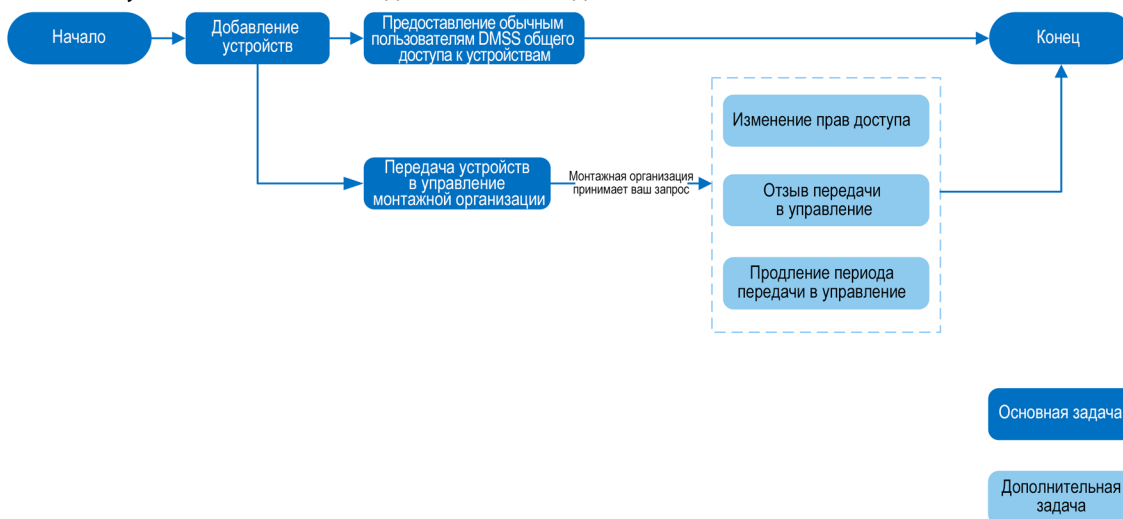 Начало
Добавление
устройств
Предоставление обычным
пользователям DMSS общего
доступа к устройствам
Конец
Изменение прав доступа
Передача устройств
в управление
монтажной организации
Монтажная организация
принимает ваш запрос
Отзыв передачи
в управление
Продление периода
передачи в управление
Основная задача
Дополнительная
задача